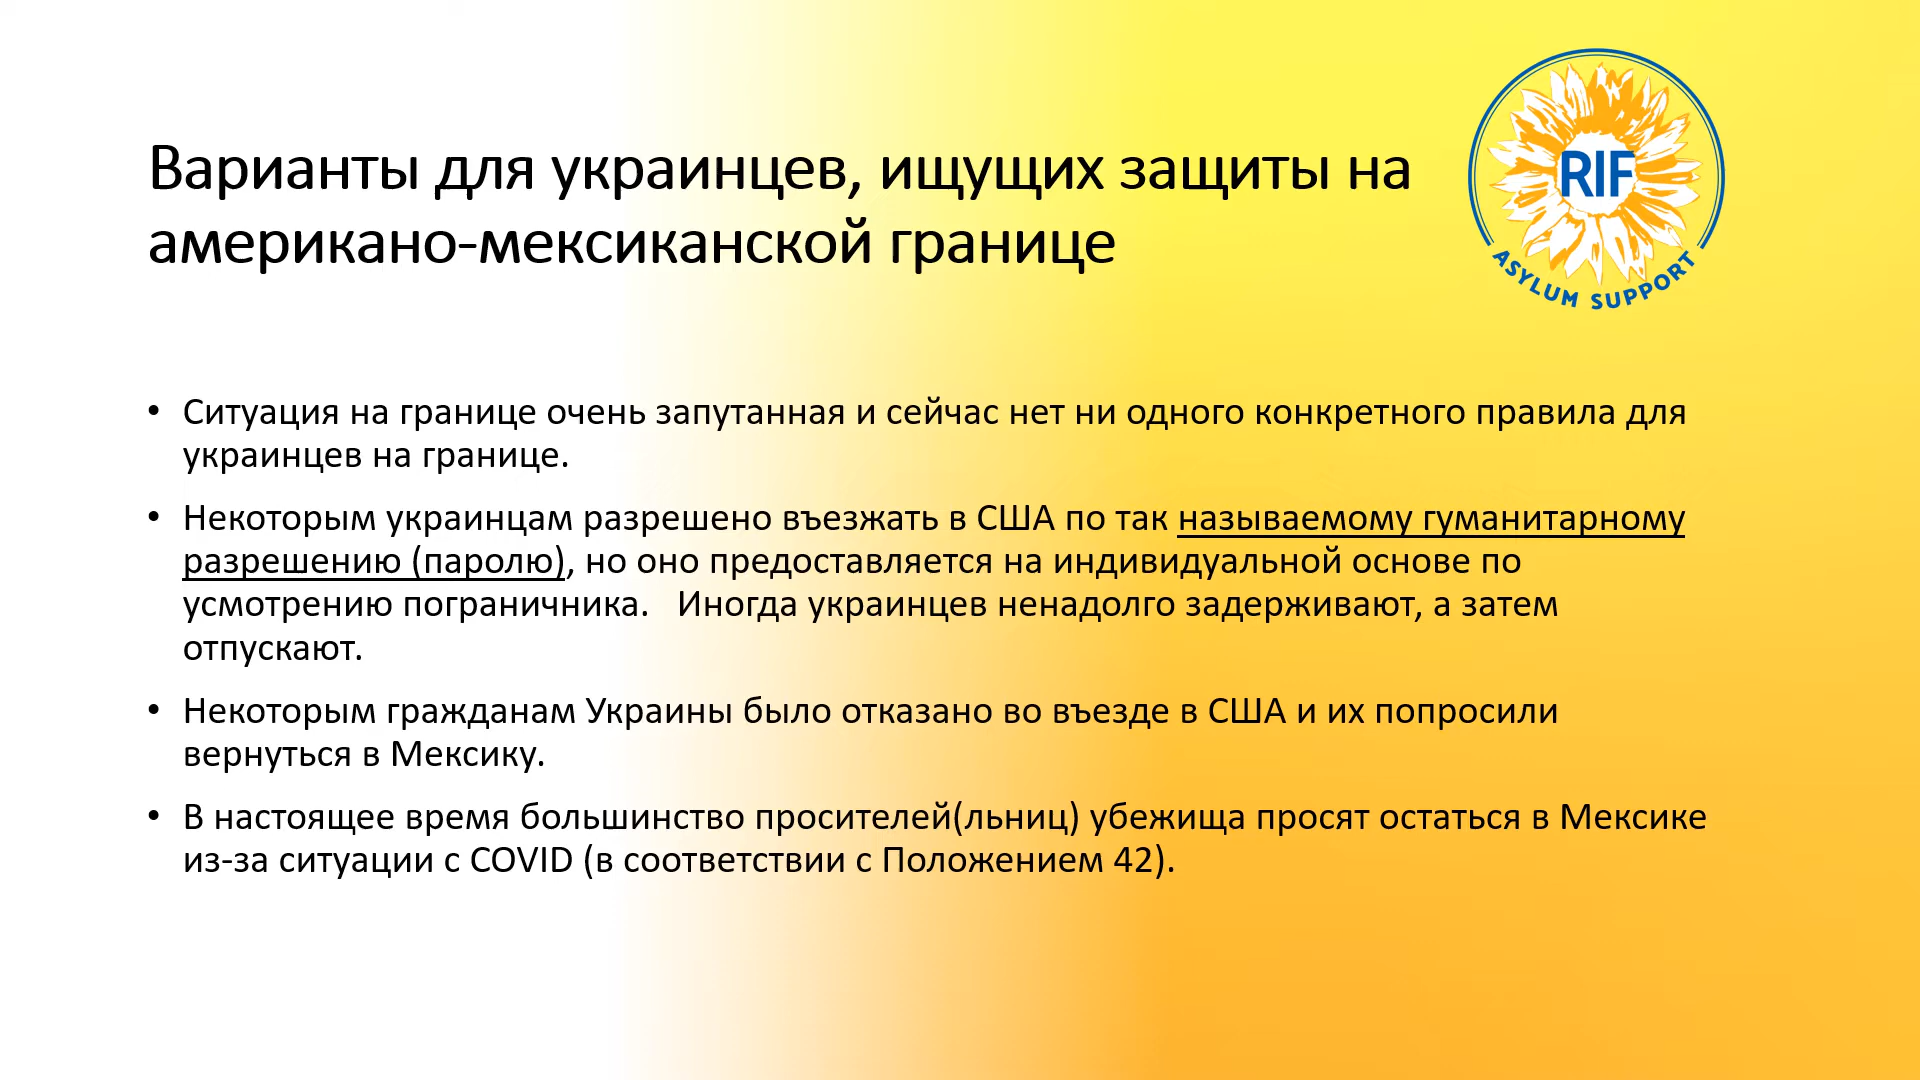 Варианты для украинцев, ищущих защиты на
американо-мексиканской границе
RIF
ASYLUM SUPPORT
• Ситуация на границе очень запутанная и сейчас нет ни одного конкретного правила для
украинцев на границе.
• Некоторым украинцам разрешено въезжать в США по так называемому гуманитарному
разрешению (паролю), но оно предоставляется на индивидуальной основе по
усмотрению пограничника.   Иногда украинцев ненадолго задерживают, а затем
отпускают.
• Некоторым гражданам Украины было отказано во въезде в США и их попросили
вернуться в Мексику.
• В настоящее время большинство просителей(льниц) убежища просят остаться в Мексике
из-за ситуации с COVID (в соответствии с Положением 42).